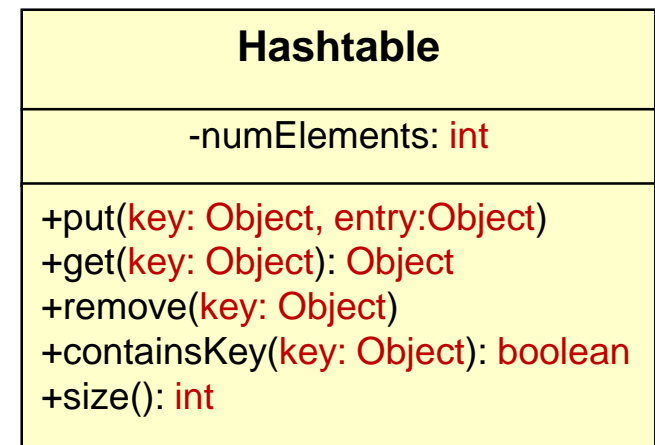 Hashtable
-numElements: int
+put(key: Object, entry:Object)
+get(key: Object): Object
+remove(key: Object)
+containsKey(key: Object): boolean
+size(): int